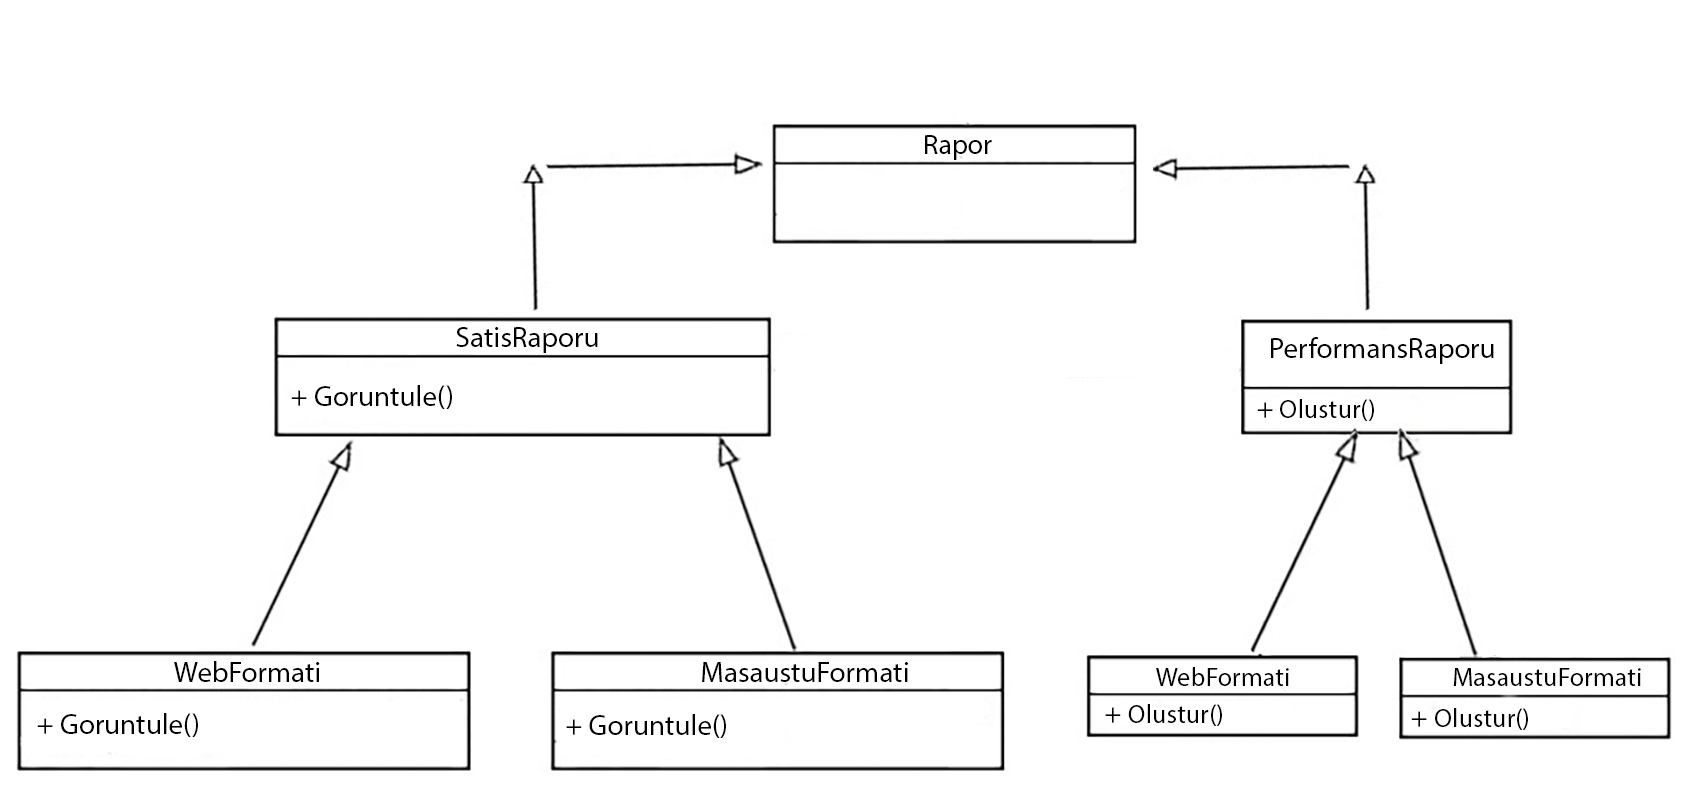 Rapor
SatisRaporu
+ Goruntule()
PerformansRaporu
+ Olustur()
WebFormati
+ Goruntule()
MasaustuFormati
+ Goruntule()
WebFormati
+ Olustur()
MasaustuFormati
+ Olustur()